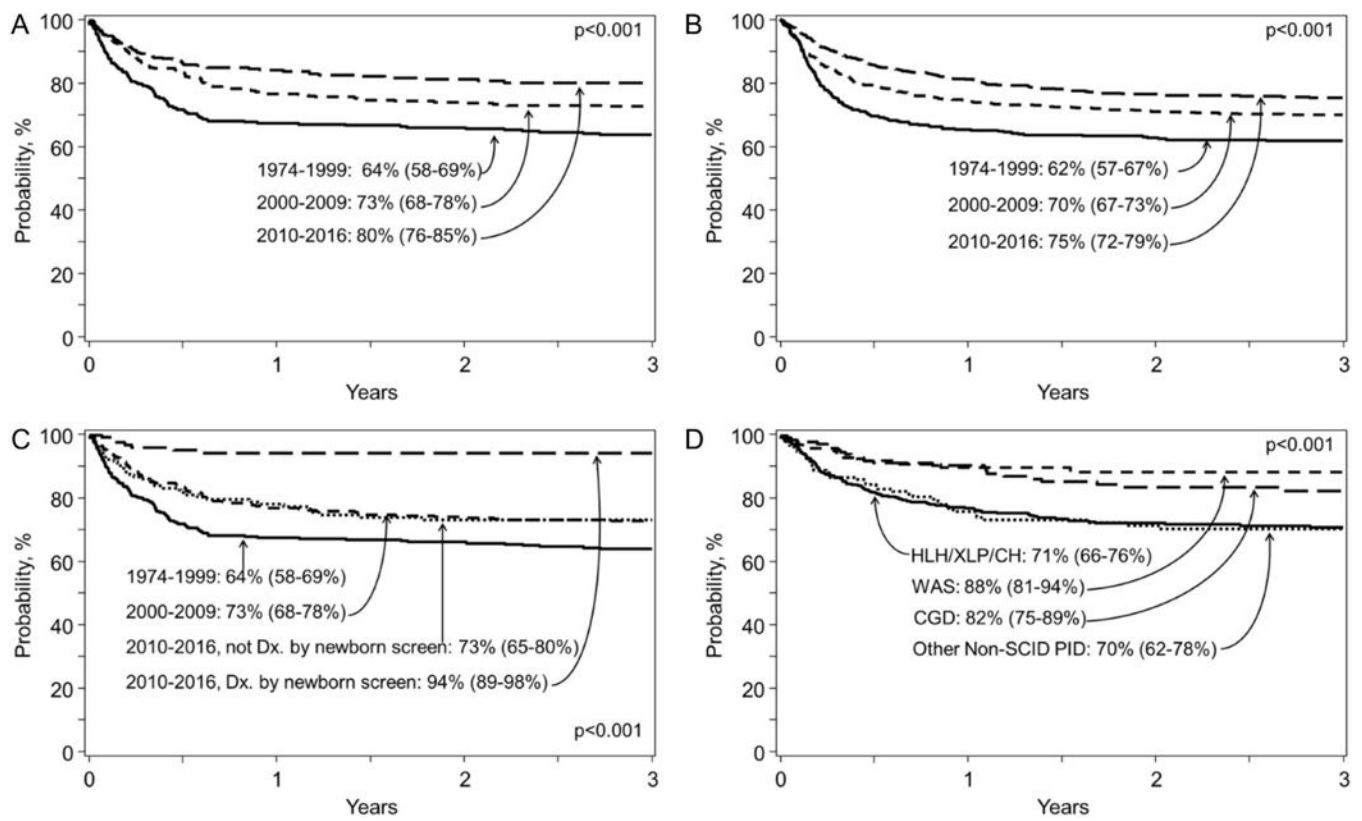 A
p<0.001
Probability, %
100
80
60
40
20
0
1974-1999: 64% (58-69%)
2000-2009: 73% (68-78%)
2010-2016: 80% (76-85%)
0 1 2 3
Years
B
p<0.001
Probability, %
100
80
60
40
20
0
1974-1999: 62% (57-67%)
2000-2009: 70% (67-73%)
2010-2016: 75% (72-79%)
0 1 2 3
Years
C
Probability, %
100
80
60
40
20
0
1974-1999: 64% (58-69%)
2000-2009: 73% (68-78%)
2010-2016, not Dx. by newborn screen: 73% (65-80%)
2010-2016, Dx. by newborn screen: 94% (89-98%)
p<0.001
0 1 2 3
Years
D
p<0.001
Probability, %
100
80
60
40
20
0
HLH/XLP/CH: 71% (66-76%)
WAS: 88% (81-94%)
CGD: 82% (75-89%)
Other Non-SCID PID: 70% (62-78%)
0 1 2 3
Years